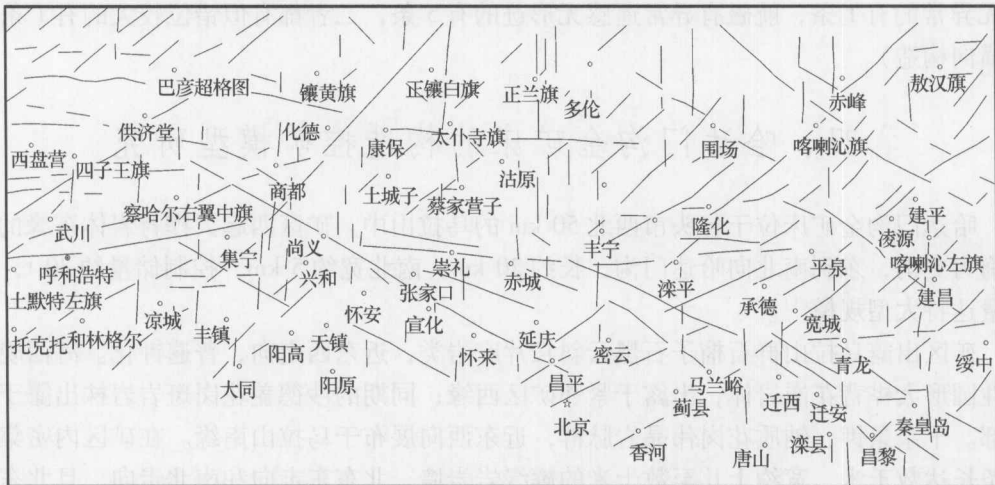 巴彦超格图 镶黄旗 正镶白旗 正兰旗 多伦 赤峰 敖汉旗
供济堂 化德 康保 太仆寺旗 围场 喀喇沁旗
西盘营 四子王旗 商都 土城子 蔡家营子 沽原
察哈尔右翼中旗 隆化 建平
武川 集宁 尚义 丰宁 凌源
呼和浩特 兴和 崇礼 赤城 滦平 平泉 喀喇沁左旗
土默特左旗 张家口 承德 建昌
托克托 和林格尔 凉城 丰镇 怀安 宣化 延庆 宽城
阳高 天镇 怀来 密云 青龙 绥中
大同 阳原 昌平 马兰峪 迁西 迁安
北京 蓟县 秦皇岛
香河 唐山 滦县 昌黎